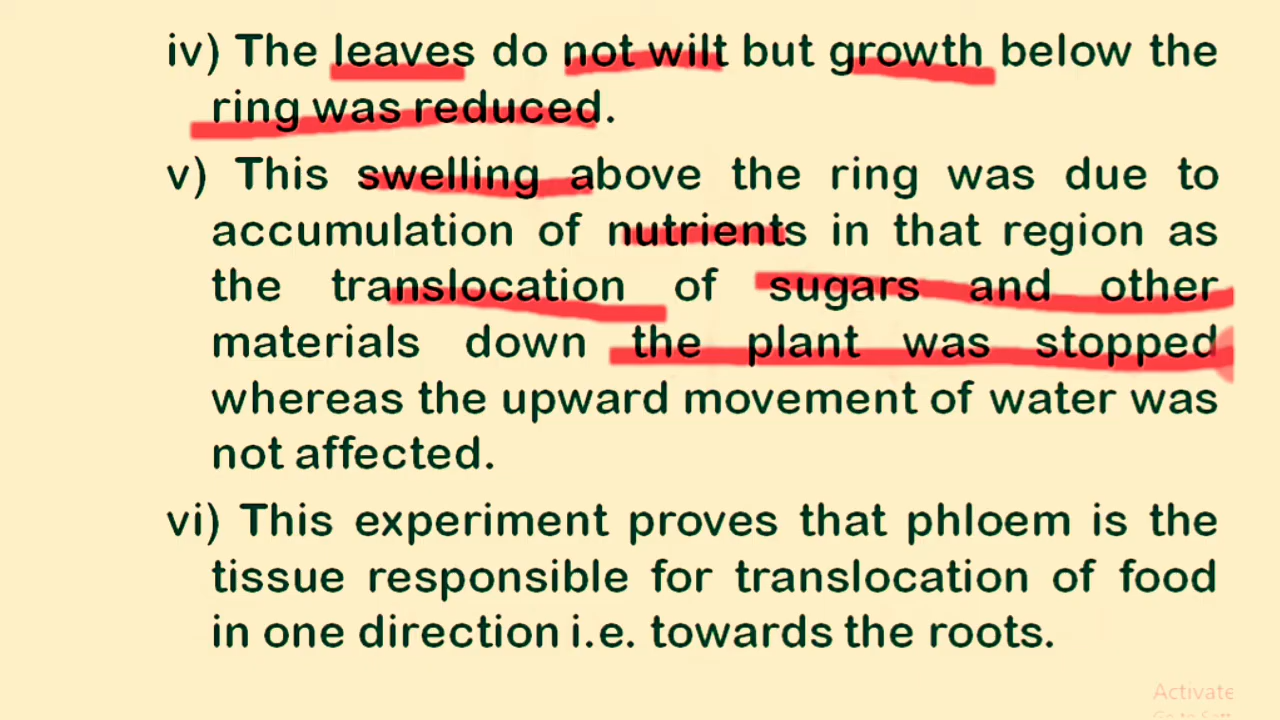 iv) The leaves do not wilt but growth below the
ring was reduced.
v) This swelling above the ring was due to
accumulation of nutrients in that region as
the translocation of sugars and other
materials down the plant was stopped
whereas the upward movement of water was
not affected.
vi) This experiment proves that phloem is the
tissue responsible for translocation of food
in one direction i.e. towards the roots.
Activate